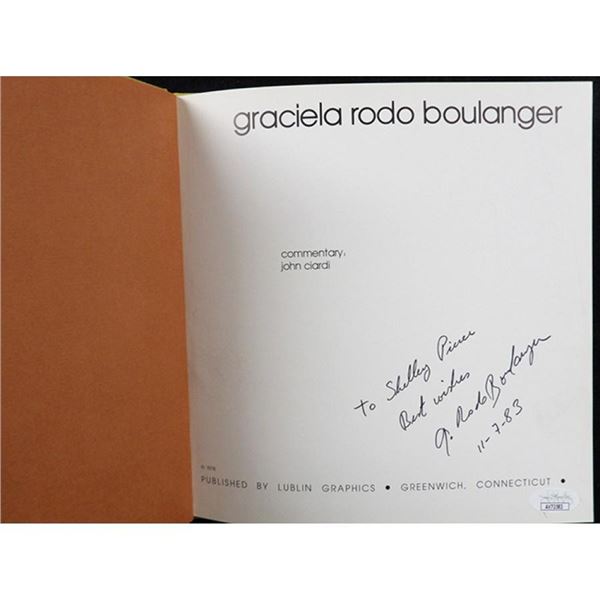 graciela rodo boulanger
commentary:
john ciardi
To Shelley
Best wishes
G. Rodo Boulanger
11-7-83
PUBLISHED BY LUBLIN GRAPHICS • GREENWICH, CONNECTICUT •